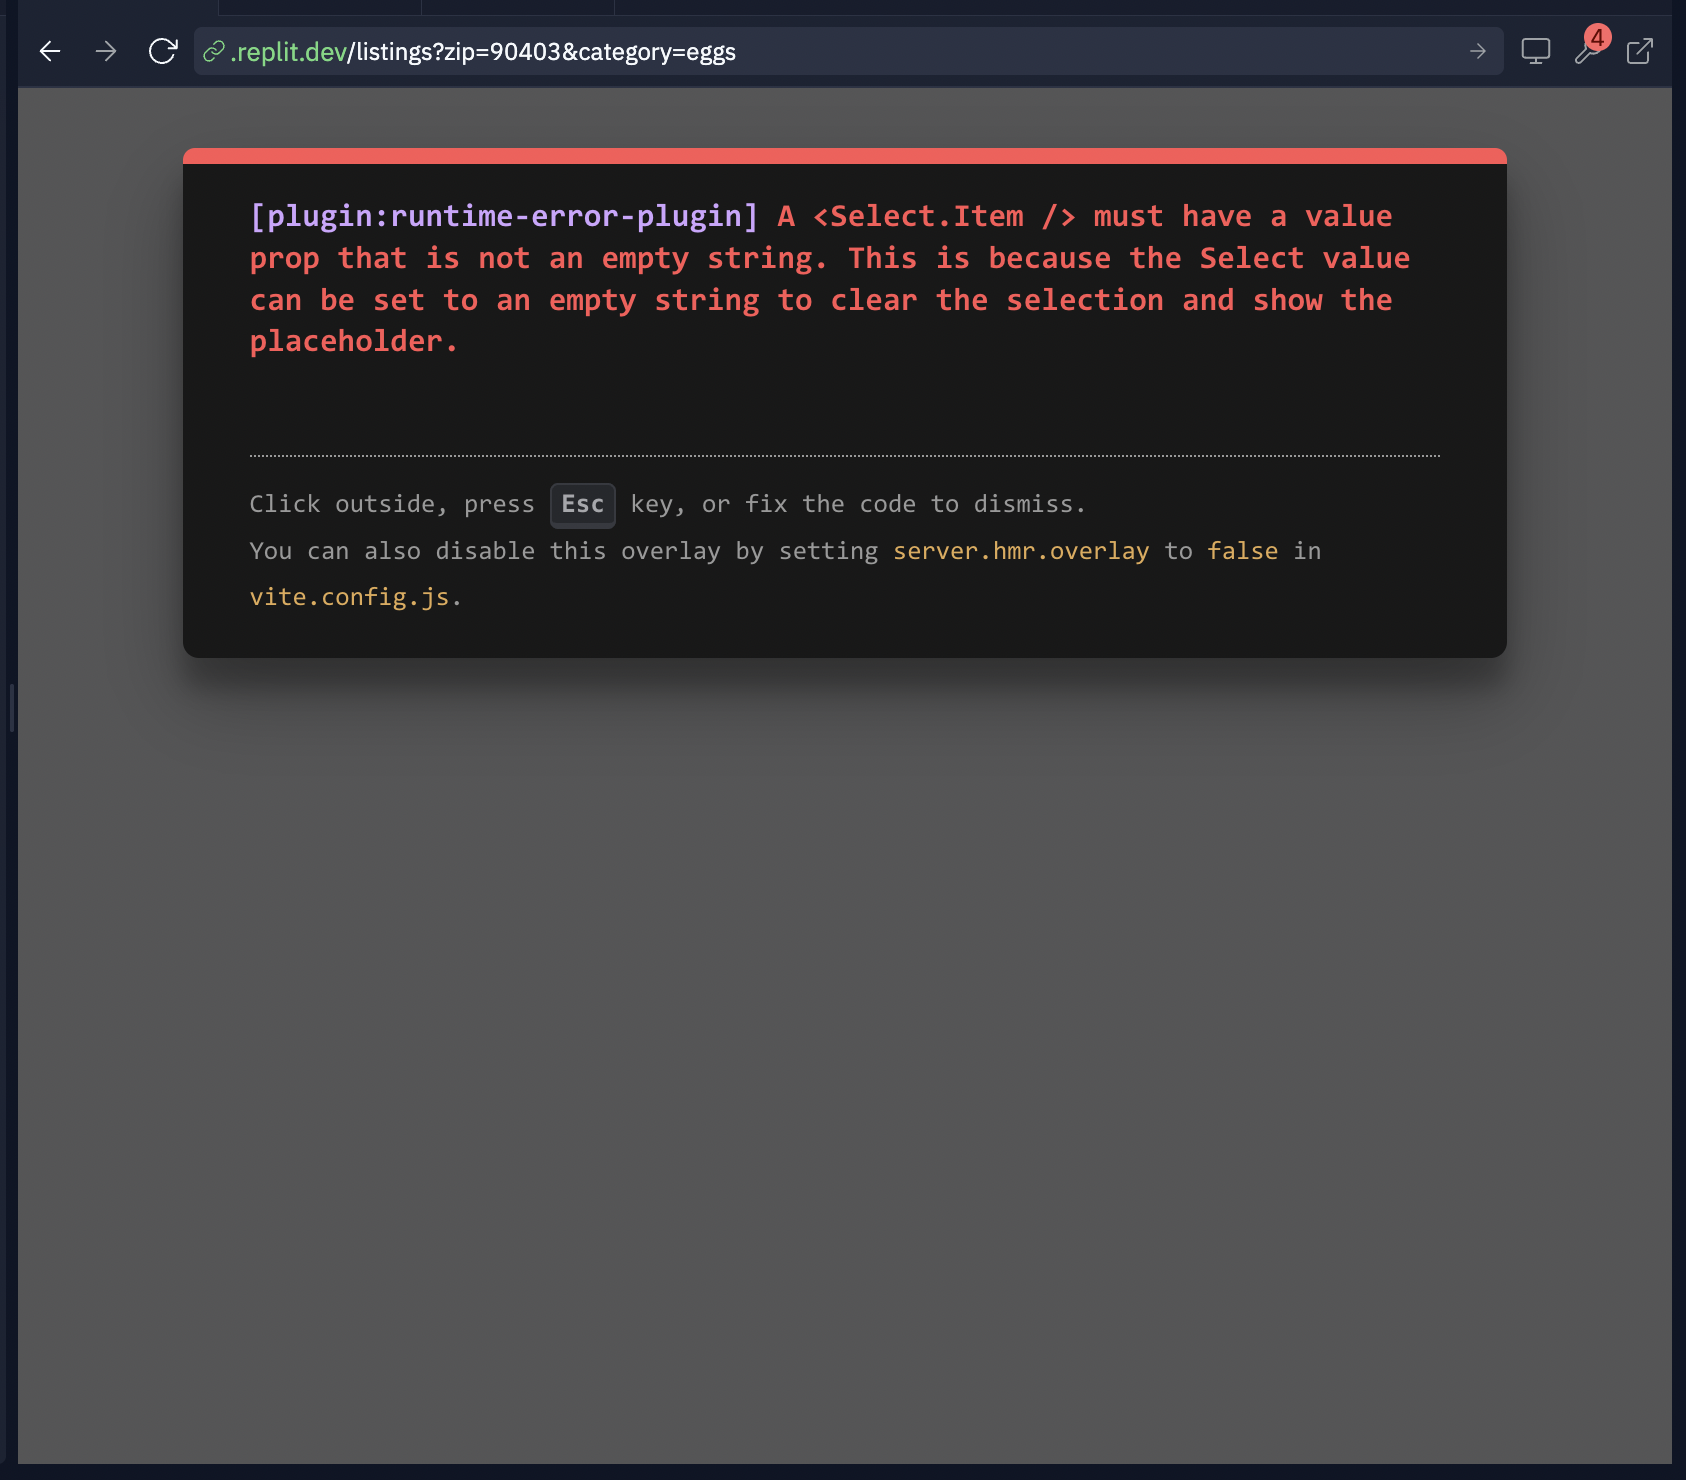 .replit.dev/listings?zip=90403&category=eggs
4
[plugin:runtime-error-plugin] A <Select.Item /> must have a value
prop that is not an empty string. This is because the Select value
can be set to an empty string to clear the selection and show the
placeholder.
Click outside, press Esc key, or fix the code to dismiss.
You can also disable this overlay by setting server.hmr.overlay to false in
vite.config.js.